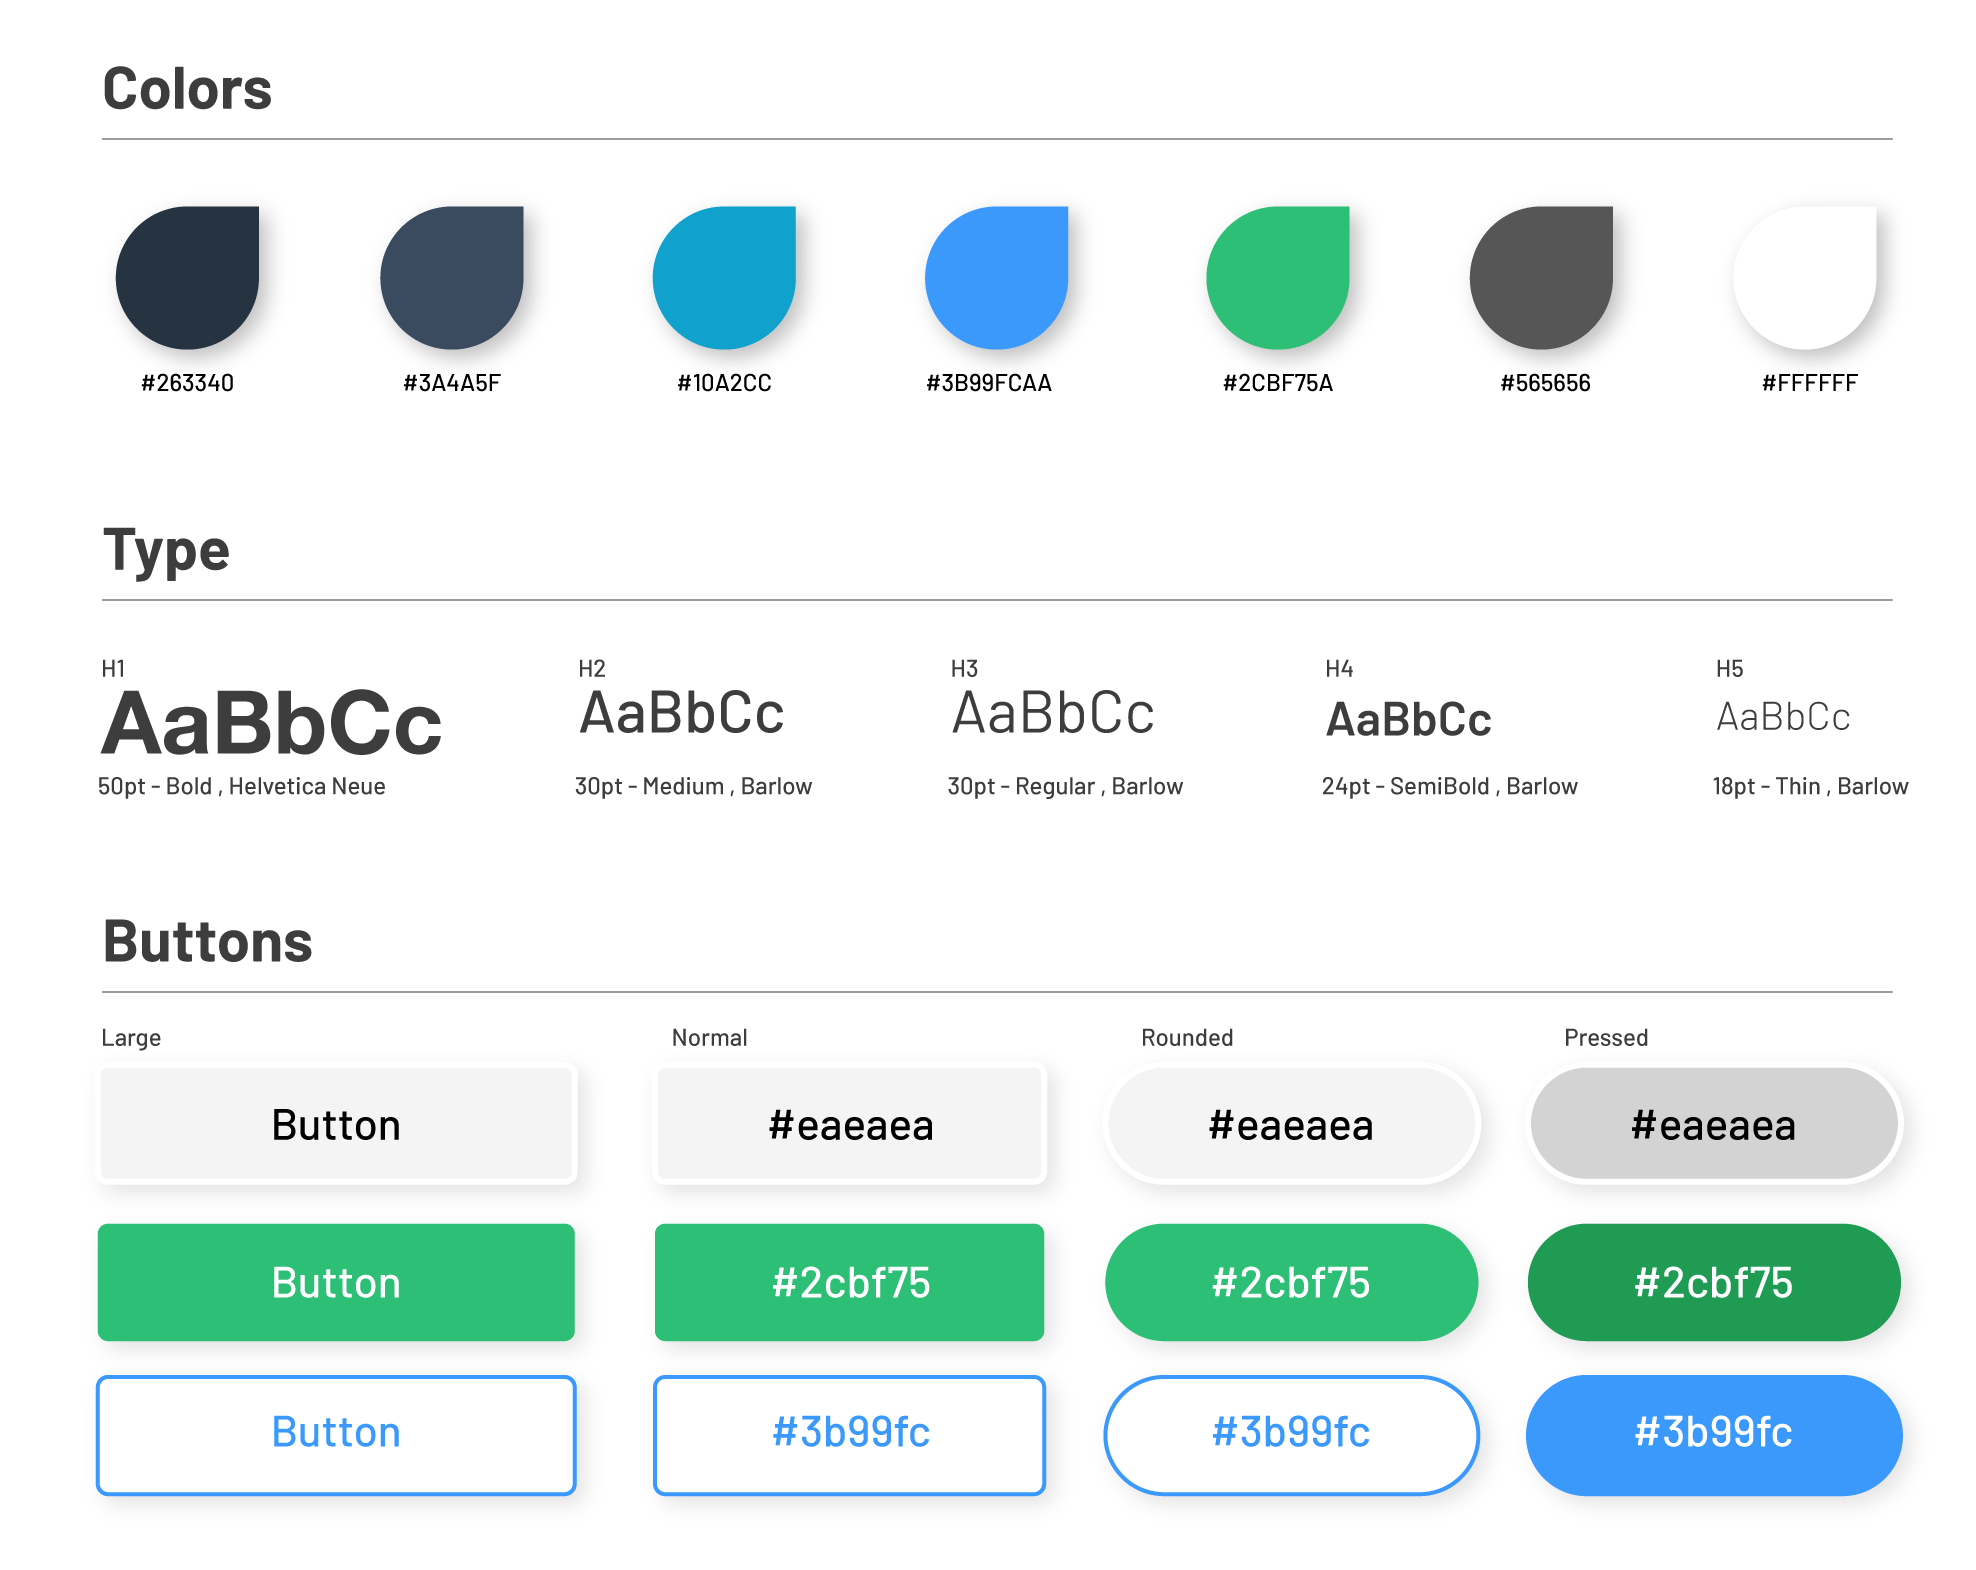 Colors
#263340 #3A4A5F #10A2CC #3B99FCAA #2CBF75A #565656 #FFFFFF
Type
H1 H2 H3 H4 H5
AaBbCc AaBbCc AaBbCc AaBbCc AaBbCc
50pt - Bold , Helvetica Neue 30pt - Medium , Barlow 30pt - Regular , Barlow 24pt - SemiBold , Barlow 18pt - Thin , Barlow
Buttons
Large Normal Rounded Pressed
Button #eaeaea #eaeaea #eaeaea
Button #2cbf75 #2cbf75 #2cbf75
Button #3b99fc #3b99fc #3b99fc